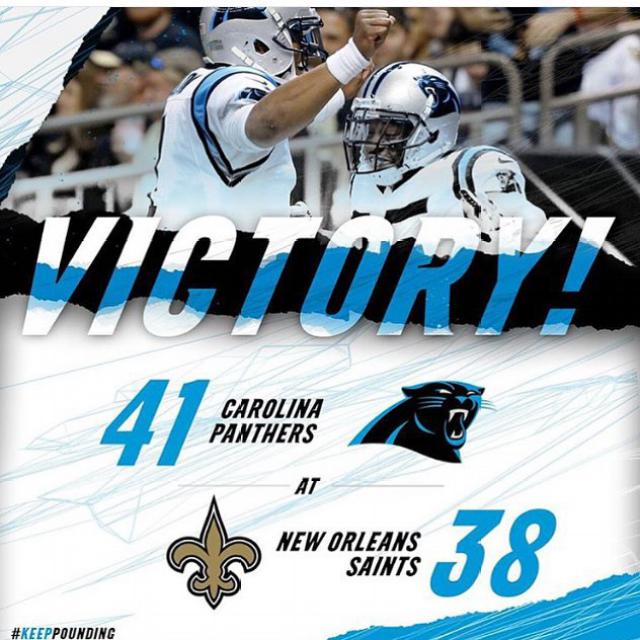 VICTORY!
41 CAROLINA
PANTHERS
AT
NEW ORLEANS
SAINTS 38
#KEEPPOUNDING